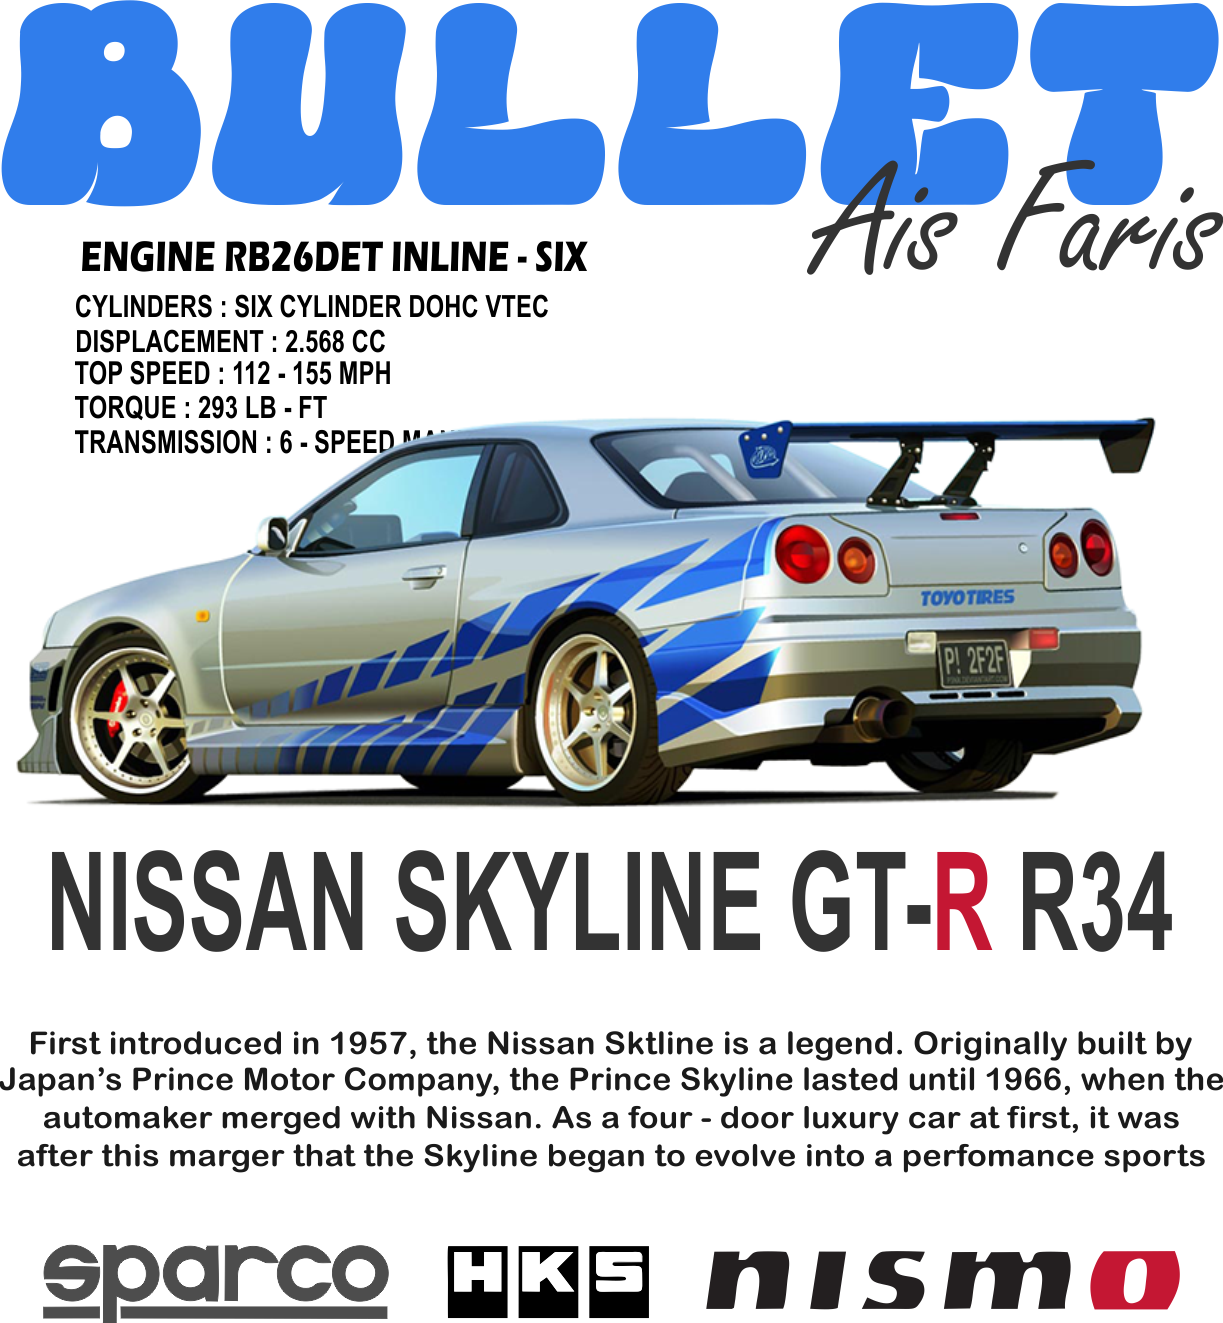 BULLET
Ais Faris
ENGINE RB26DET INLINE - SIX
CYLINDERS : SIX CYLINDER DOHC VTEC
DISPLACEMENT : 2.568 CC
TOP SPEED : 112 - 155 MPH
TORQUE : 293 LB - FT
TRANSMISSION : 6 - SPEED
TOYO TIRES
P! 2F2F
NISSAN SKYLINE GT-R R34
First introduced in 1957, the Nissan Sktline is a legend. Originally built by
Japan’s Prince Motor Company, the Prince Skyline lasted until 1966, when the
automaker merged with Nissan. As a four - door luxury car at first, it was
after this marger that the Skyline began to evolve into a perfomance sports
sparco
HKS
nismo